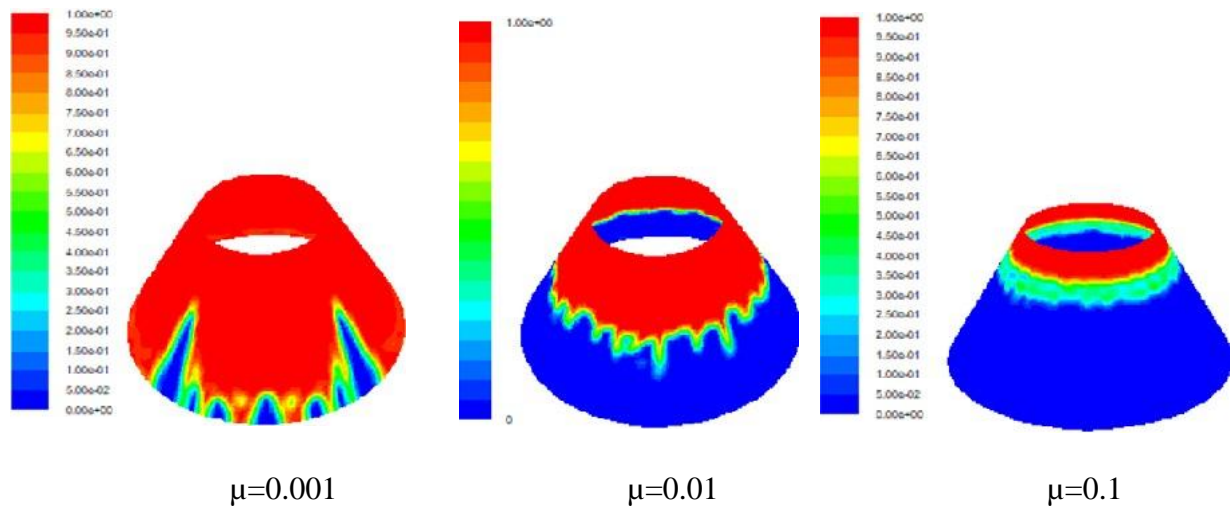 1.00e+00
9.50e-01
9.00e-01
8.50e-01
8.00e-01
7.50e-01
7.00e-01
6.50e-01
6.00e-01
5.50e-01
5.00e-01
4.50e-01
4.00e-01
3.50e-01
3.00e-01
2.50e-01
2.00e-01
1.50e-01
1.00e-01
5.00e-02
0.00e+00
1.00e+00
0
1.00e+00
9.50e-01
9.00e-01
8.50e-01
8.00e-01
7.50e-01
7.00e-01
6.50e-01
6.00e-01
5.50e-01
5.00e-01
4.50e-01
4.00e-01
3.50e-01
3.00e-01
2.50e-01
2.00e-01
1.50e-01
1.00e-01
5.00e-02
0.00e+00
μ=0.001
μ=0.01
μ=0.1